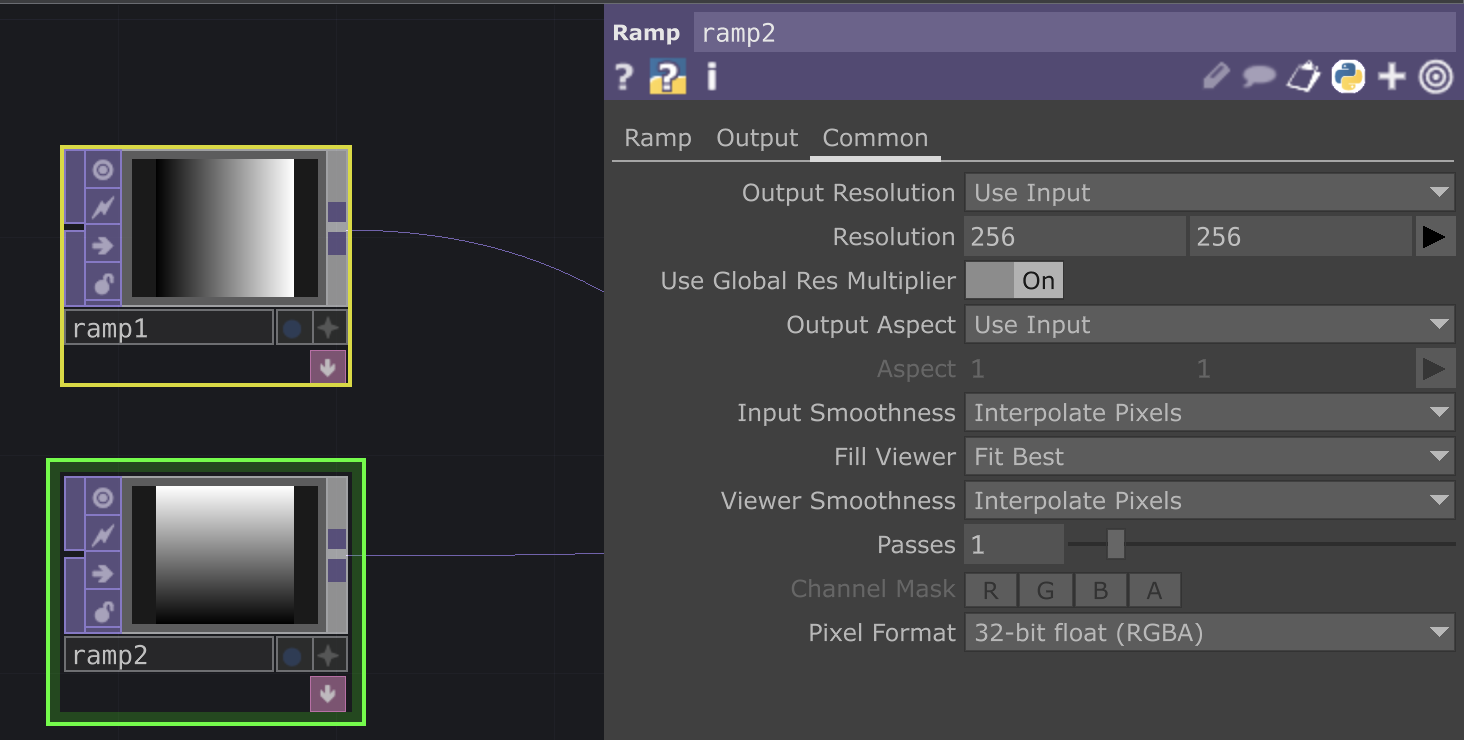 Ramp ramp2
? ? i
Ramp Output Common
Output Resolution Use Input
Resolution 256 256
Use Global Res Multiplier On
Output Aspect Use Input
Aspect 1 1
Input Smoothness Interpolate Pixels
Fill Viewer Fit Best
Viewer Smoothness Interpolate Pixels
Passes 1
Channel Mask R G B A
Pixel Format 32-bit float (RGBA)
ramp1
ramp2